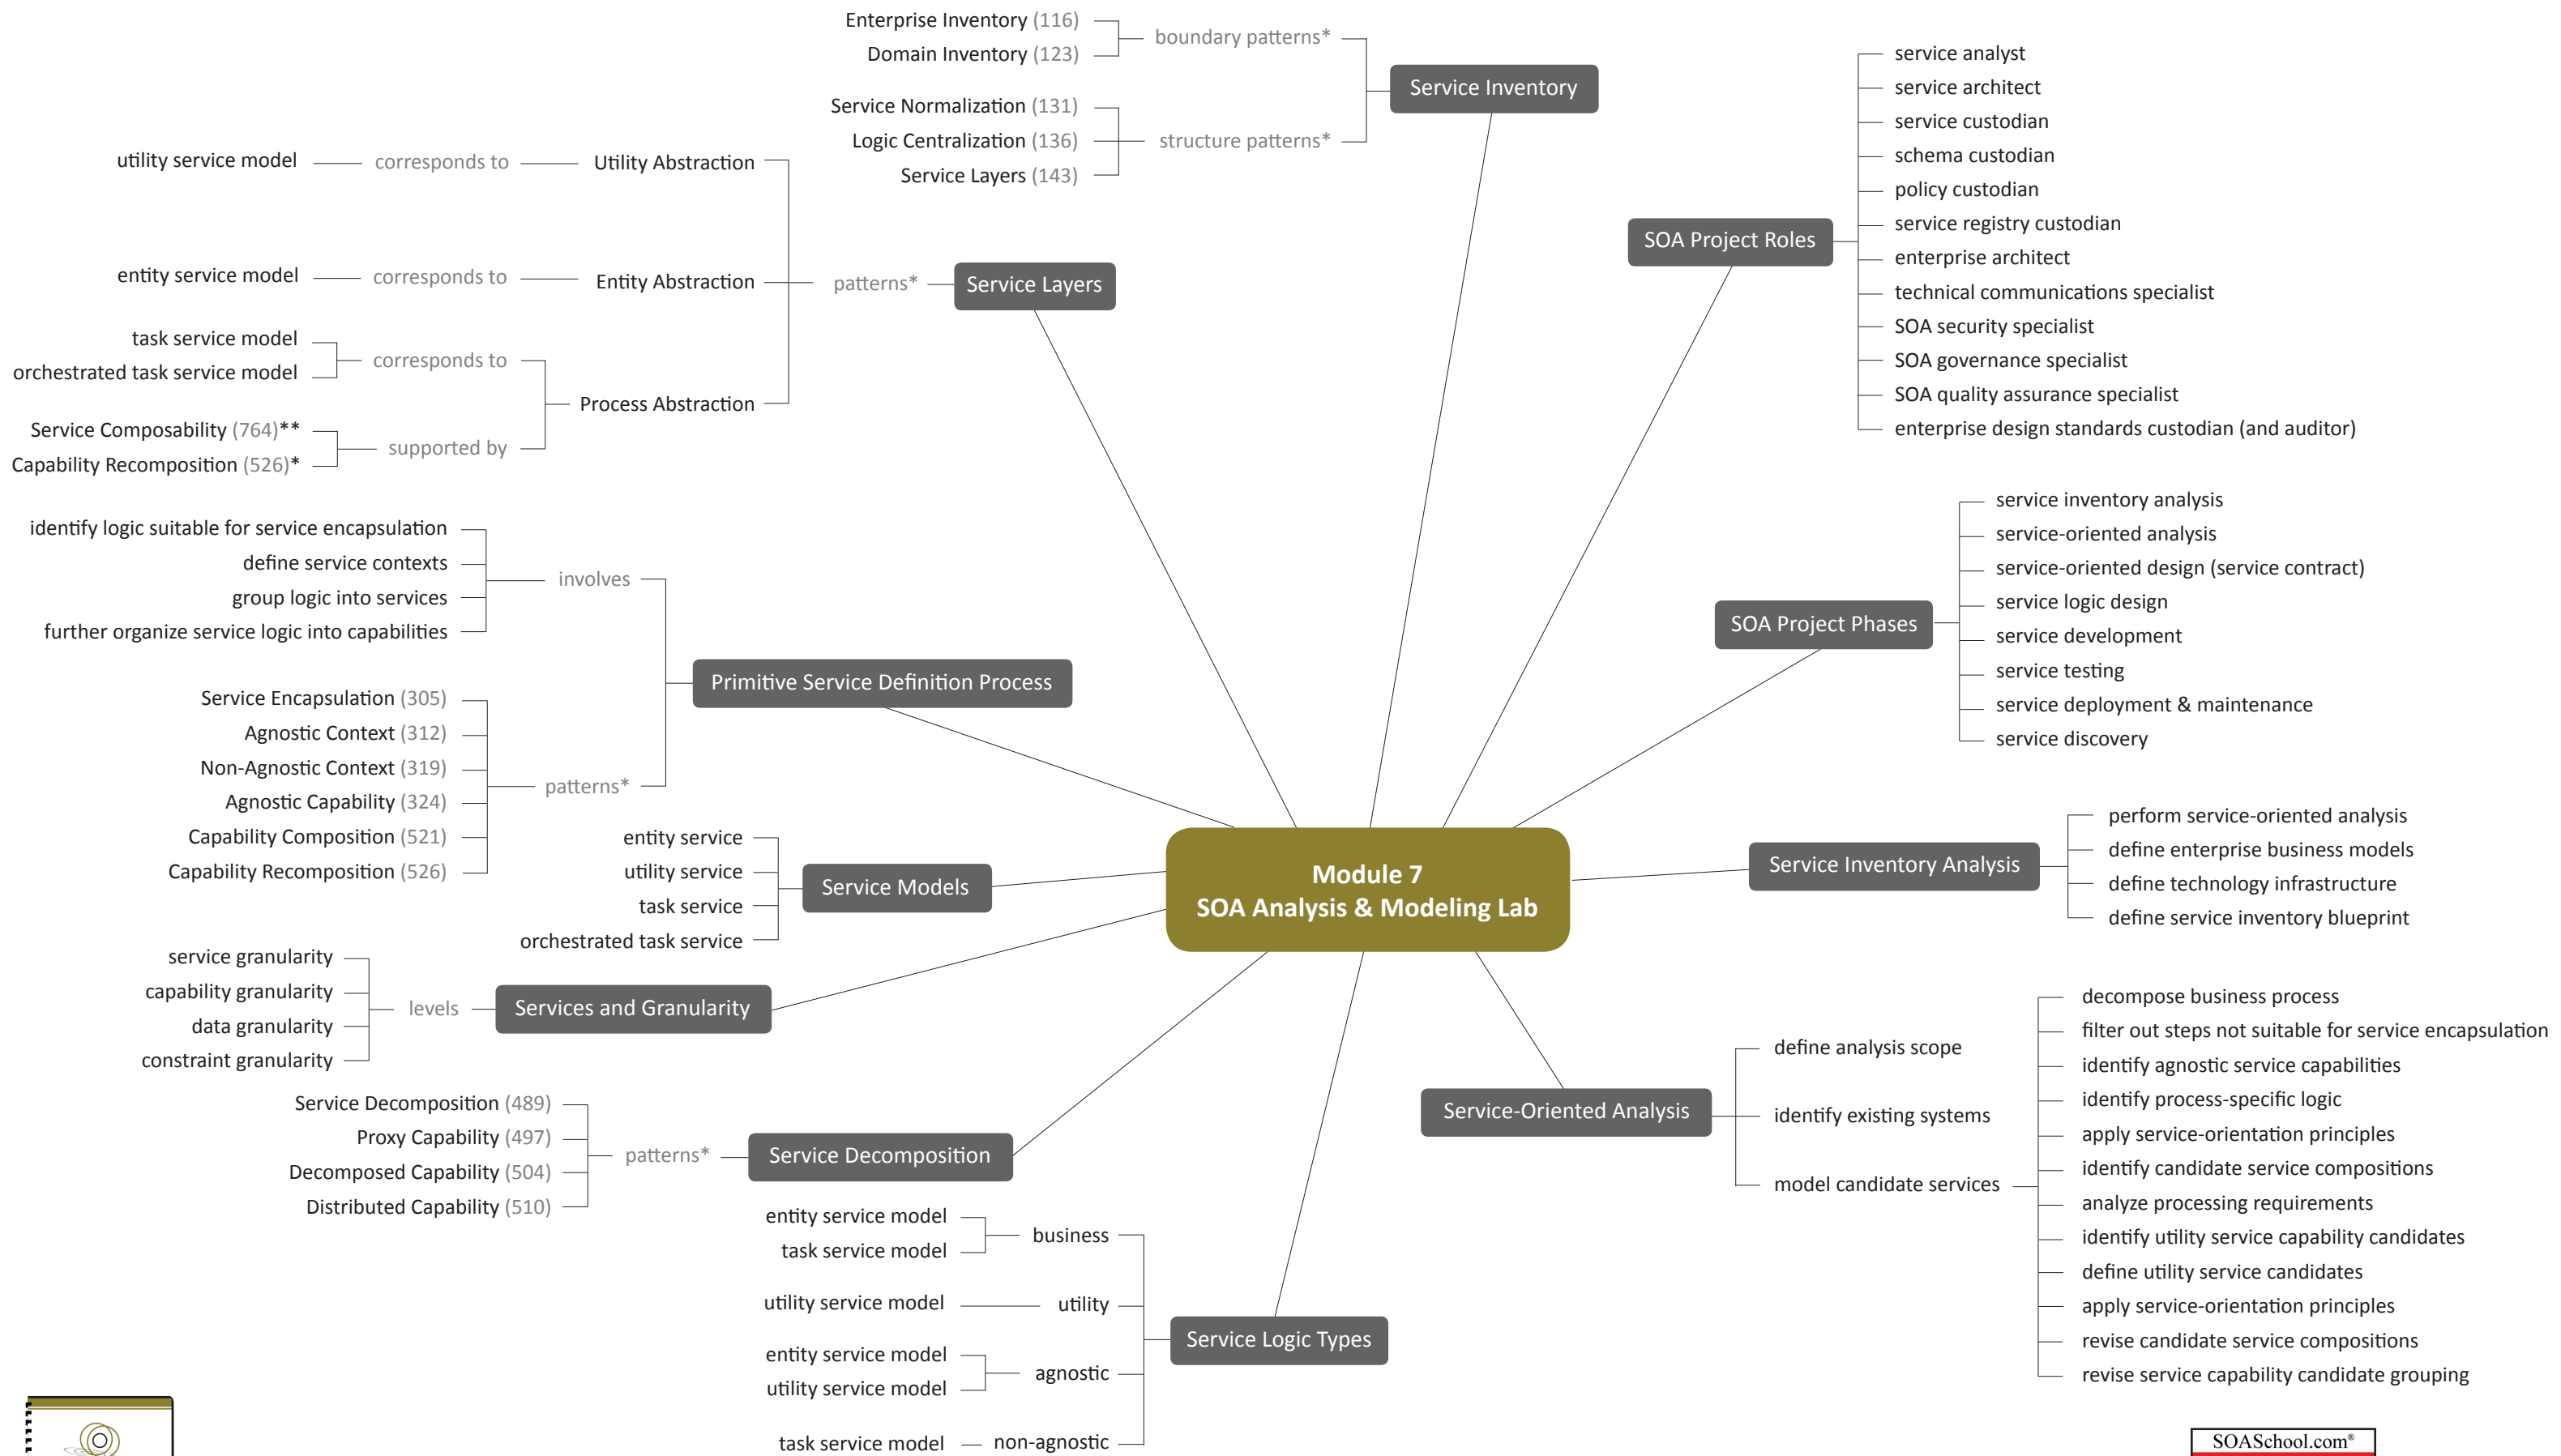 Enterprise Inventory (116)
Domain Inventory (123)
boundary patterns*
Service Normalization (131)
Logic Centralization (136)
Service Layers (143)
structure patterns*
Service Inventory
service analyst
service architect
service custodian
schema custodian
policy custodian
service registry custodian
enterprise architect
technical communications specialist
SOA security specialist
SOA governance specialist
SOA quality assurance specialist
enterprise design standards custodian (and auditor)
SOA Project Roles
utility service model
corresponds to
Utility Abstraction
entity service model
corresponds to
Entity Abstraction
task service model
orchestrated task service model
corresponds to
Process Abstraction
Service Composability (764)**
Capability Recomposition (526)*
supported by
patterns*
Service Layers
service inventory analysis
service-oriented analysis
service-oriented design (service contract)
service logic design
service development
service testing
service deployment & maintenance
service discovery
SOA Project Phases
identify logic suitable for service encapsulation
define service contexts
group logic into services
further organize service logic into capabilities
involves
Primitive Service Definition Process
Service Encapsulation (305)
Agnostic Context (312)
Non-Agnostic Context (319)
Agnostic Capability (324)
Capability Composition (521)
Capability Recomposition (526)
patterns*
entity service
utility service
task service
orchestrated task service
Service Models
Module 7
SOA Analysis & Modeling Lab
Service Inventory Analysis
perform service-oriented analysis
define enterprise business models
define technology infrastructure
define service inventory blueprint
service granularity
capability granularity
data granularity
constraint granularity
levels
Services and Granularity
Service Decomposition (489)
Proxy Capability (497)
Decomposed Capability (504)
Distributed Capability (510)
patterns*
Service Decomposition
Service-Oriented Analysis
define analysis scope
identify existing systems
model candidate services
decompose business process
filter out steps not suitable for service encapsulation
identify agnostic service capabilities
identify process-specific logic
apply service-orientation principles
identify candidate service compositions
analyze processing requirements
identify utility service capability candidates
define utility service candidates
apply service-orientation principles
revise candidate service compositions
revise service capability candidate grouping
entity service model
task service model
business
utility service model
utility
entity service model
utility service model
agnostic
task service model
non-agnostic
Service Logic Types
SOASchool.com®